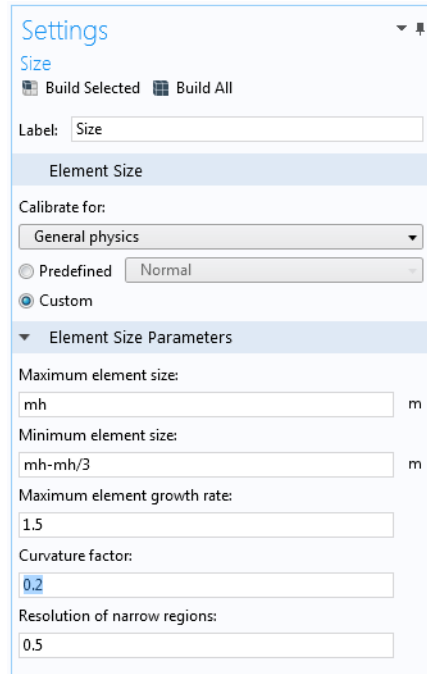 Settings
Size
Build Selected Build All
Label: Size
Element Size
Calibrate for:
General physics
Predefined Normal
Custom
Element Size Parameters
Maximum element size:
mh m
Minimum element size:
mh-mh/3 m
Maximum element growth rate:
1.5
Curvature factor:
0.2
Resolution of narrow regions:
0.5